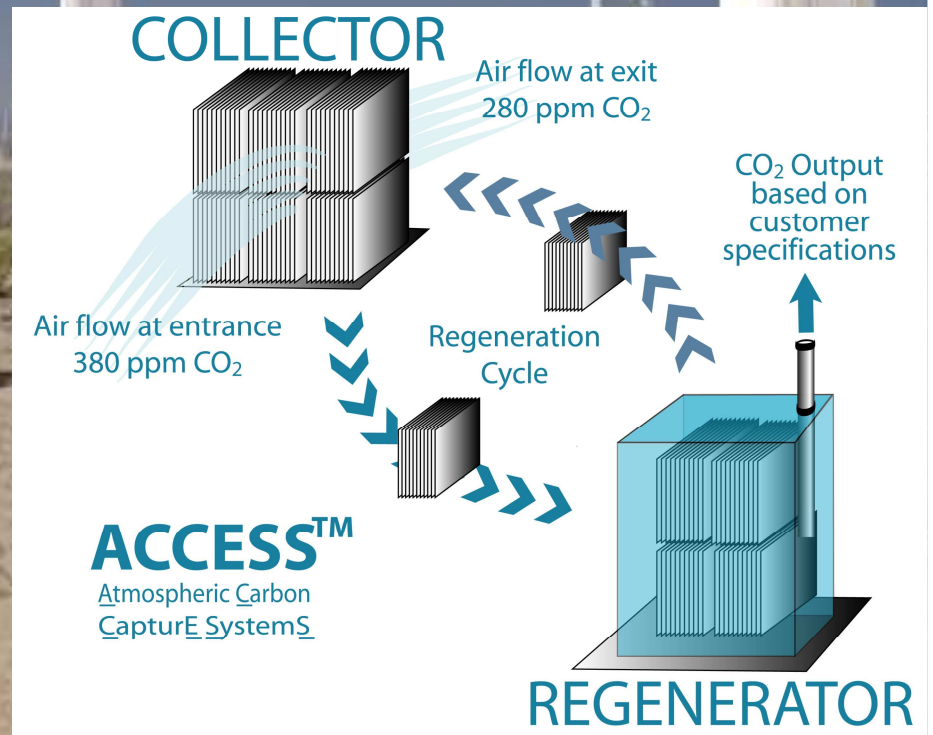 COLLECTOR
Air flow at exit
280 ppm CO₂
CO₂ Output
based on
customer
specifications
Air flow at entrance
380 ppm CO₂
Regeneration
Cycle
ACCESS™
Atmospheric Carbon
CapturE SystemS
REGENERATOR